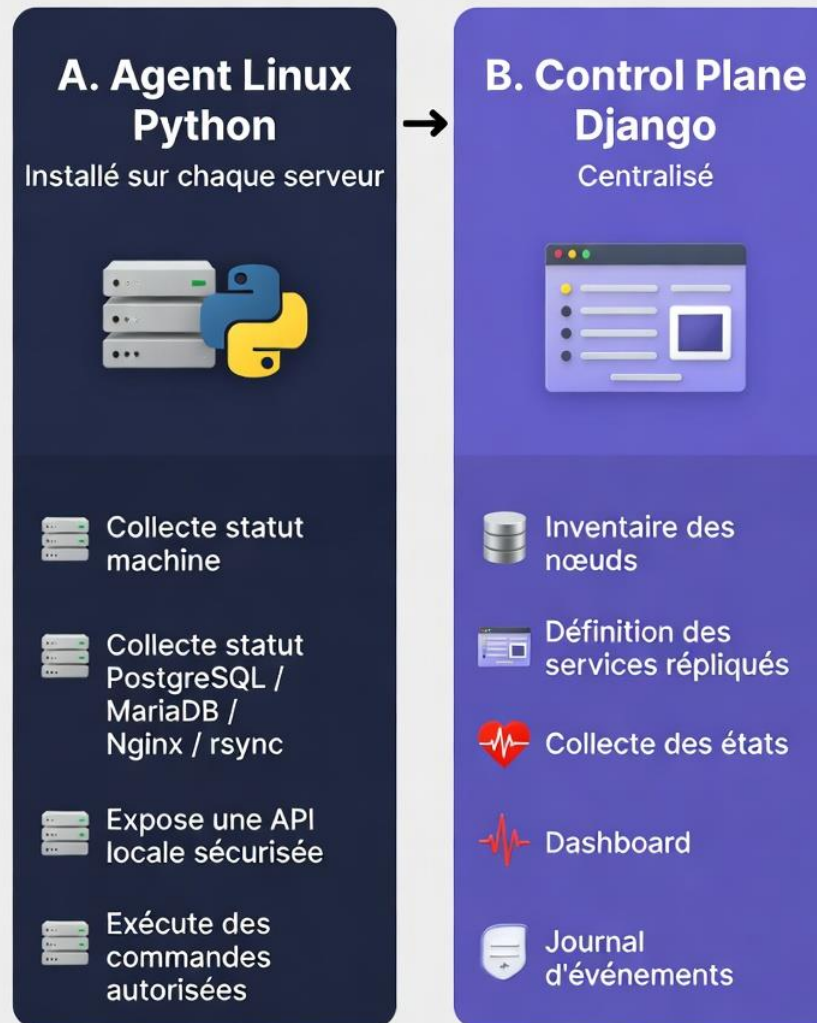 A. Agent Linux
Python
Installé sur chaque serveur
Collecte statut
machine
Collecte statut
PostgreSQL /
MariaDB /
Nginx / rsync
Expose une API
locale sécurisée
Exécute des
commandes
autorisées
→
B. Control Plane
Django
Centralisé
Inventaire des
nœuds
Définition des
services répliqués
Collecte des états
Dashboard
Journal
d'événements